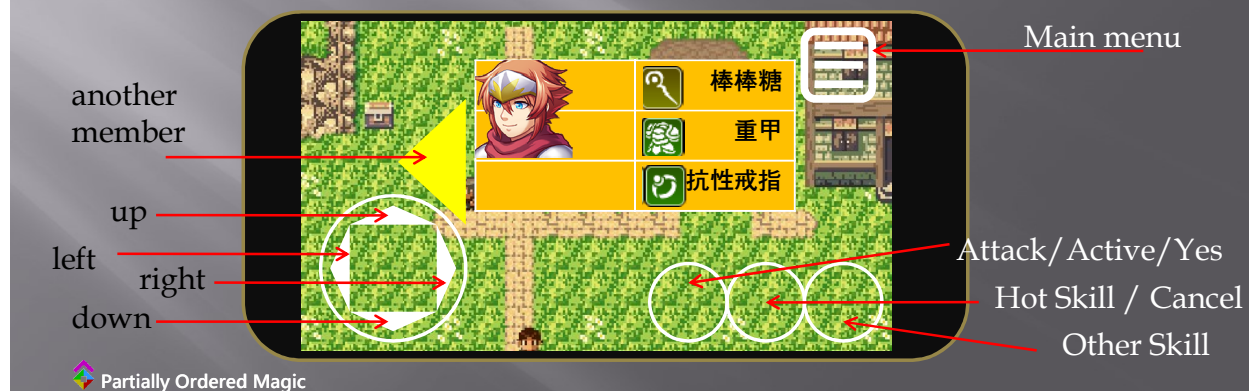 Main menu
another
member
棒棒糖
重甲
抗性戒指
up
left
right
down
Attack/Active/Yes
Hot Skill / Cancel
Other Skill
Partially Ordered Magic